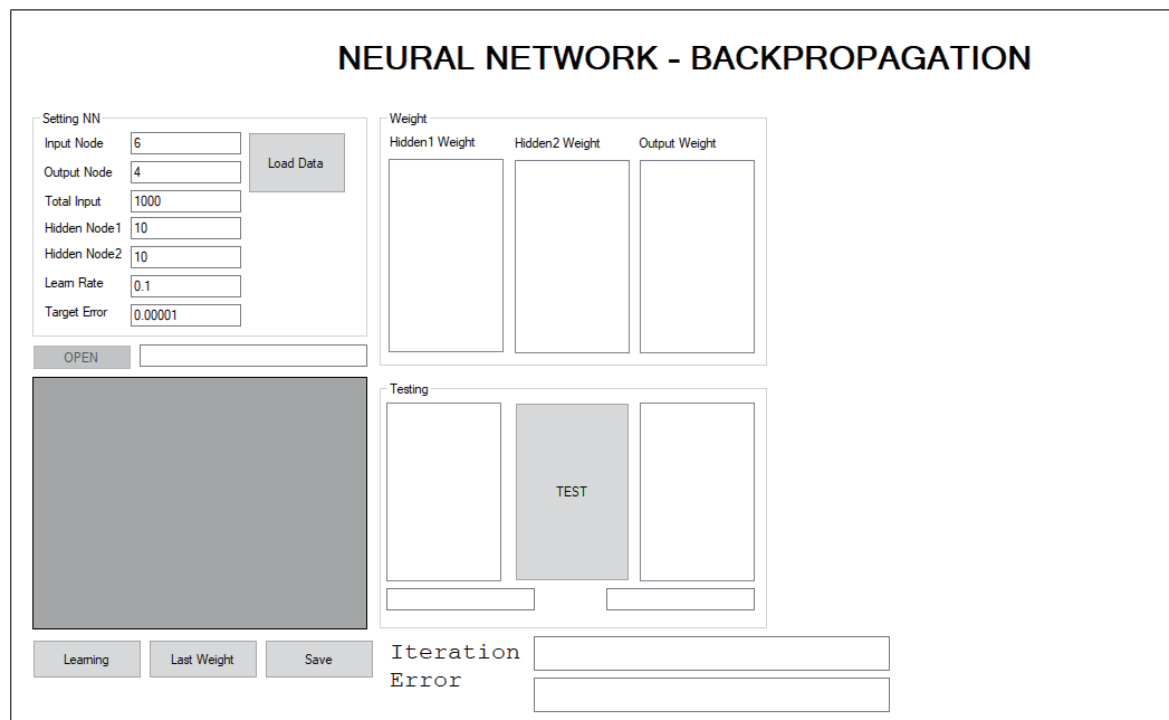 NEURAL NETWORK - BACKPROPAGATION
Setting NN
Input Node 6
Load Data
Output Node 4
Total Input 1000
Hidden Node1 10
Hidden Node2 10
Learn Rate 0.1
Target Error 0.00001
OPEN
Weight
Hidden1 Weight Hidden2 Weight Output Weight
Testing
TEST
Learning Last Weight Save
Iteration
Error